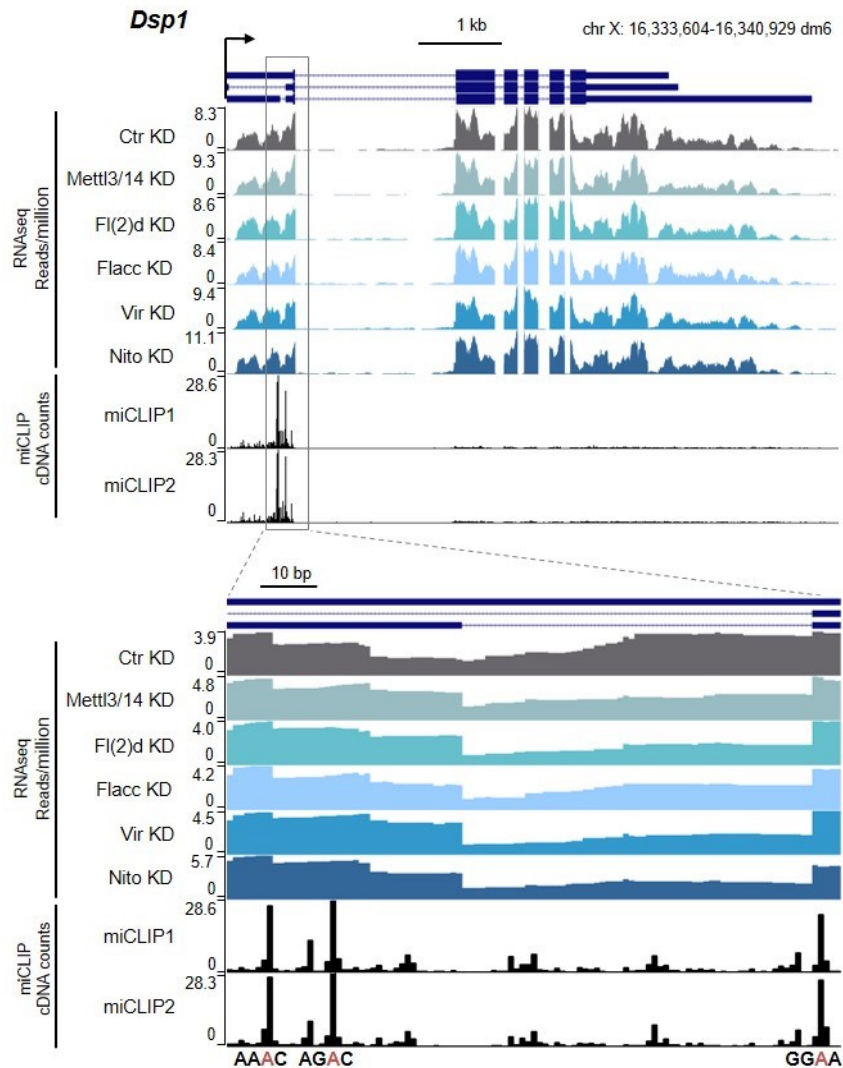 Dsp1
1 kb
chr X: 16,333,604-16,340,929 dm6
RNAseq
Reads/million
8.3
Ctr KD
0
9.3
Mettl3/14 KD
0
8.6
Fl(2)d KD
0
8.4
Flacc KD
0
9.4
Vir KD
0
11.1
Nito KD
0
miCLIP
cDNA counts
28.6
miCLIP1
0
28.3
miCLIP2
0
10 bp
RNAseq
Reads/million
3.9
Ctr KD
0
4.8
Mettl3/14 KD
0
4.0
Fl(2)d KD
0
4.2
Flacc KD
0
4.5
Vir KD
0
5.7
Nito KD
0
miCLIP
cDNA counts
28.6
miCLIP1
0
28.3
miCLIP2
0
AAAC AGAC GGAA